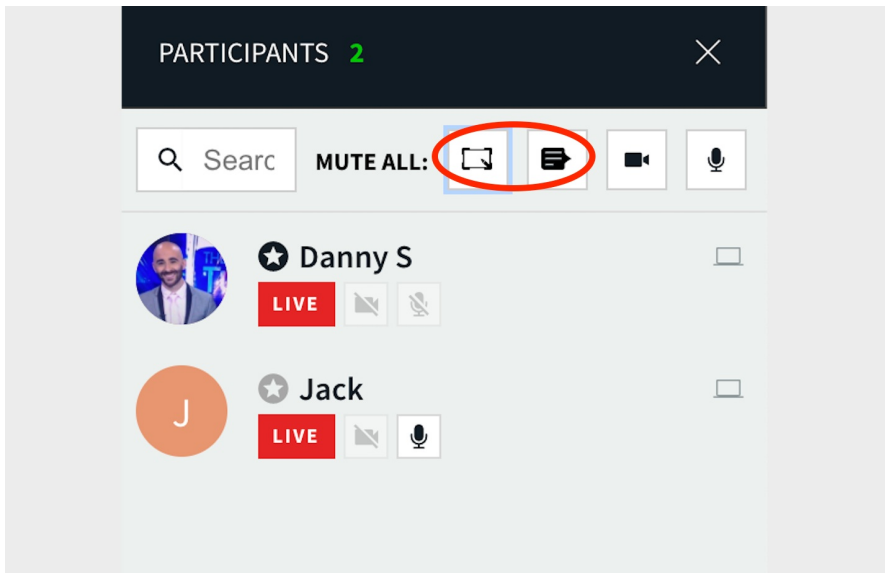 PARTICIPANTS 2
Searc
MUTE ALL:
Danny S
LIVE
J
Jack
LIVE